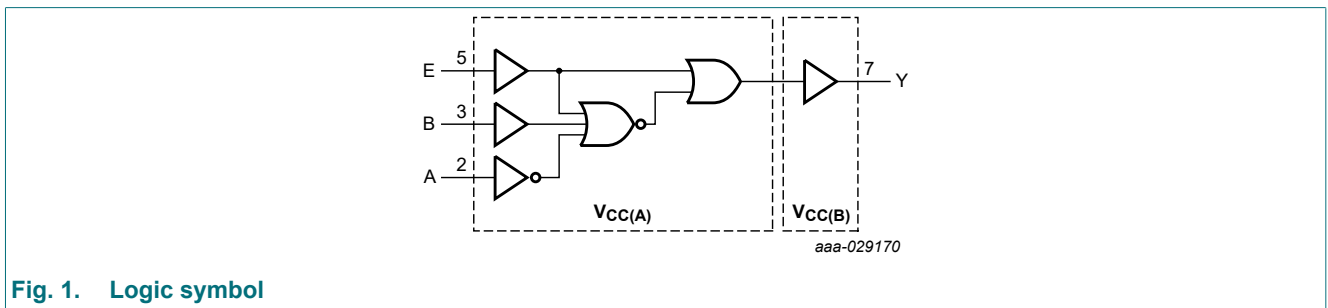 E 5
7 Y
B 3
A 2
VCC(A) VCC(B)
aaa-029170
Fig. 1. Logic symbol